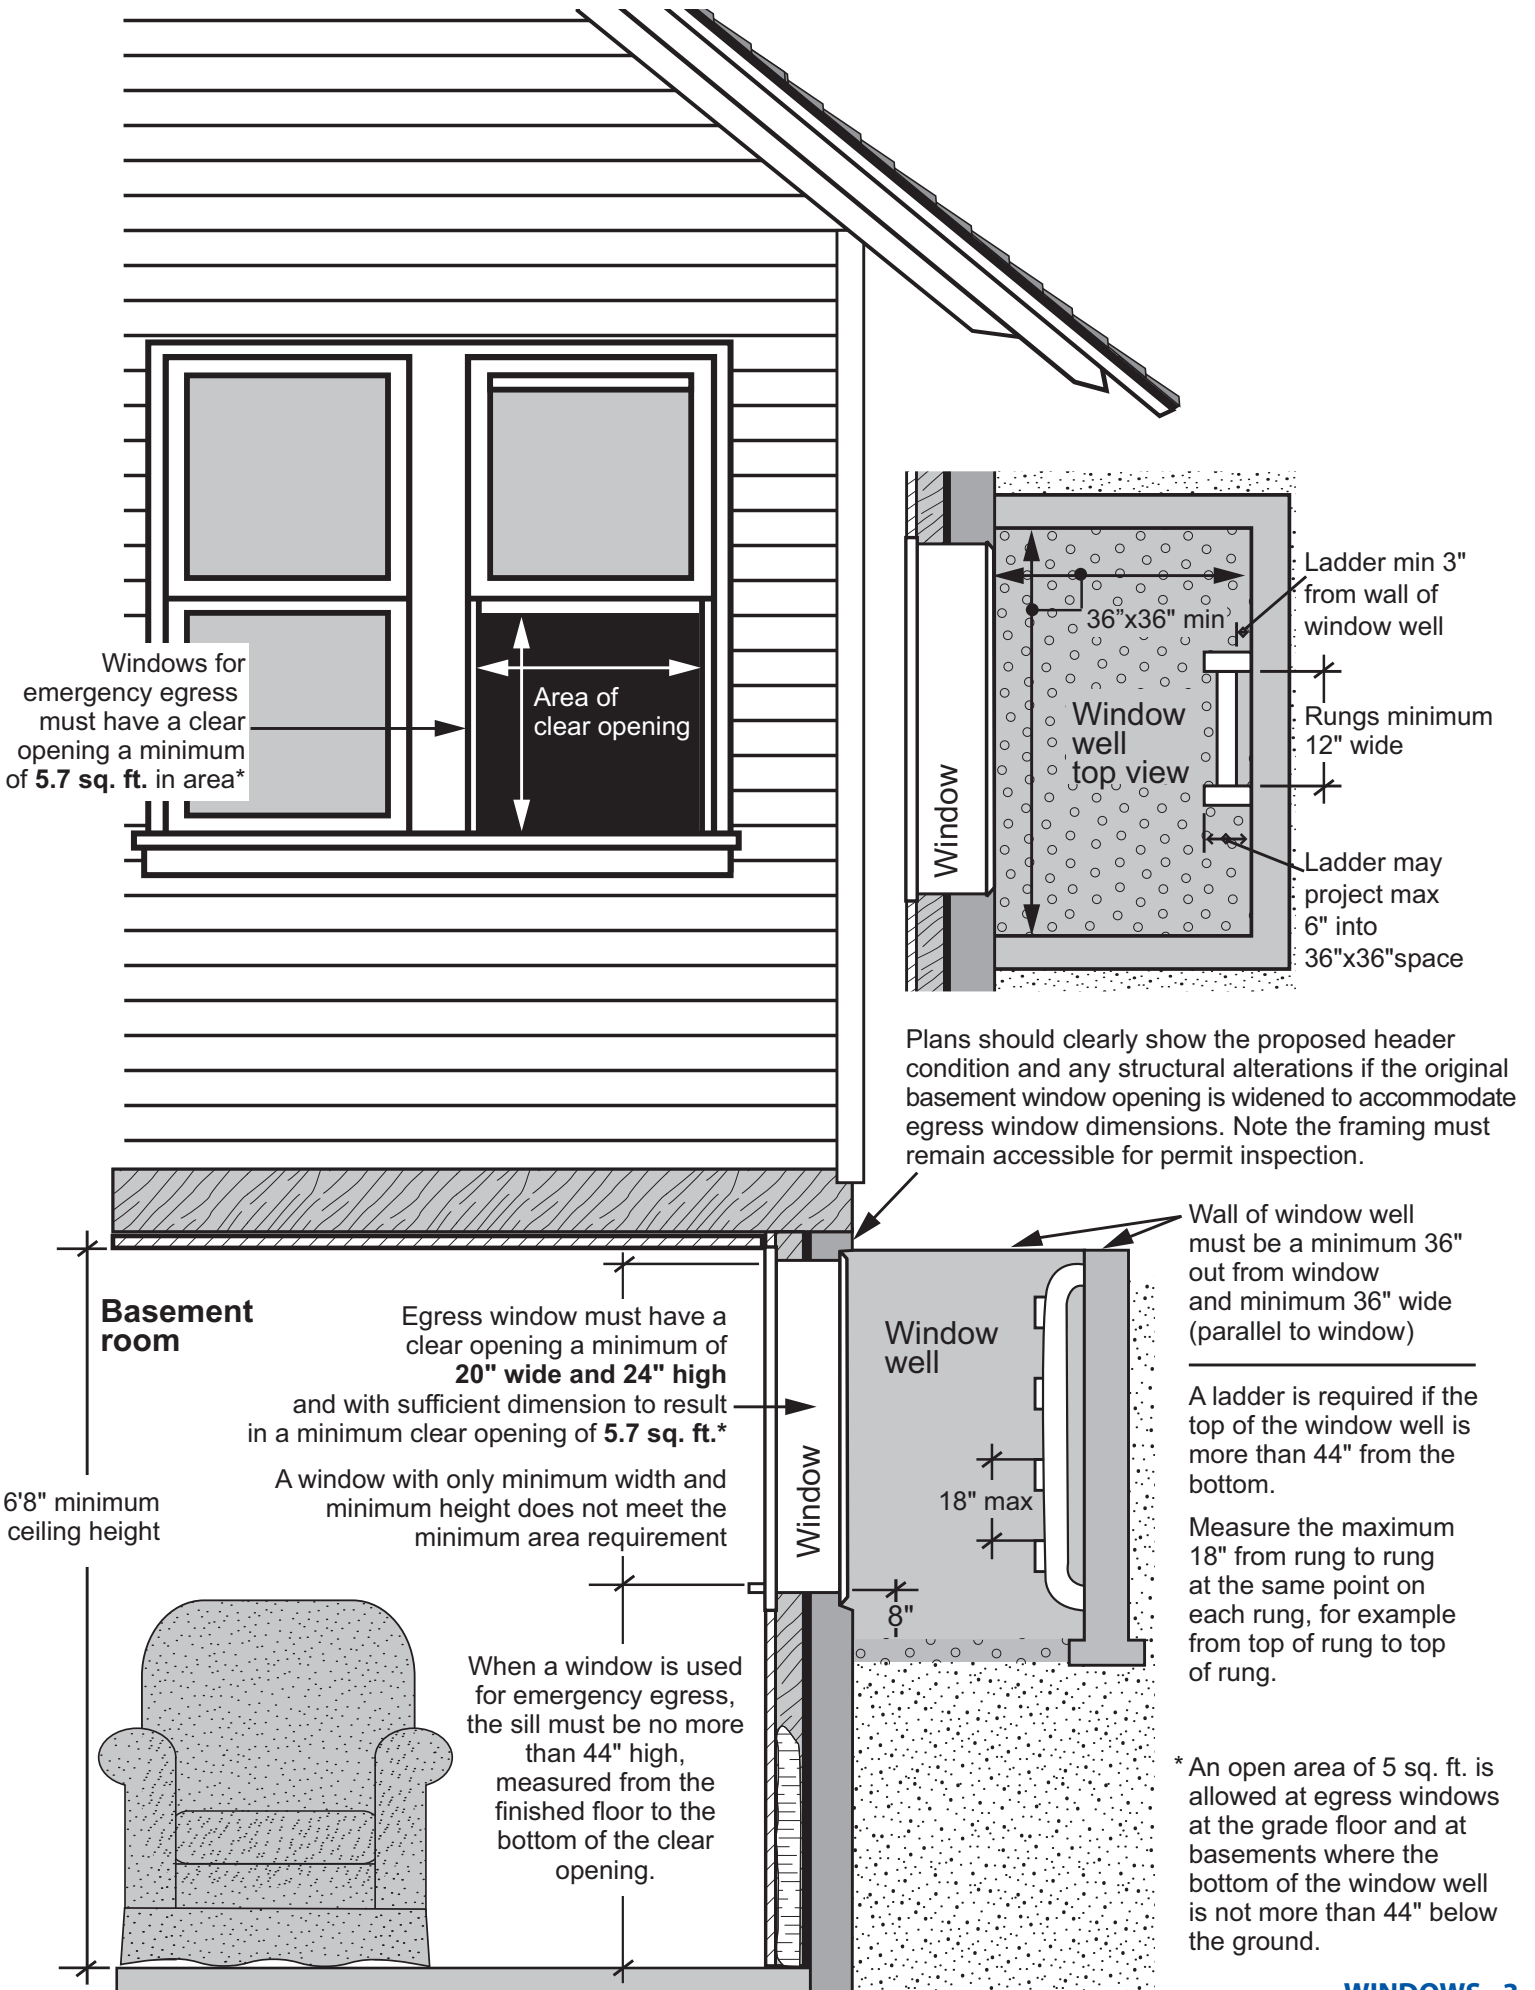 Windows for
emergency egress
must have a clear
opening a minimum
of 5.7 sq. ft. in area*
Area of
clear opening
Ladder min 3"
from wall of
window well
36”x36" min
Rungs minimum
12" wide
Window
well
top view
Window
Ladder may
project max
6" into
36"x36"space
Plans should clearly show the proposed header
condition and any structural alterations if the original
basement window opening is widened to accommodate
egress window dimensions. Note the framing must
remain accessible for permit inspection.
Wall of window well
must be a minimum 36"
out from window
and minimum 36" wide
(parallel to window)
Basement
room
Egress window must have a
clear opening a minimum of
20" wide and 24" high
and with sufficient dimension to result
in a minimum clear opening of 5.7 sq. ft.*
A window with only minimum width and
minimum height does not meet the
minimum area requirement
Window
Window
well
18" max
8"
6'8" minimum
ceiling height
A ladder is required if the
top of the window well is
more than 44" from the
bottom.
Measure the maximum
18" from rung to rung
at the same point on
each rung, for example
from top of rung to top
of rung.
When a window is used
for emergency egress,
the sill must be no more
than 44" high,
measured from the
finished floor to the
bottom of the clear
opening.
* An open area of 5 sq. ft. is
allowed at egress windows
at the grade floor and at
basements where the
bottom of the window well
is not more than 44" below
the ground.
WINDOWS